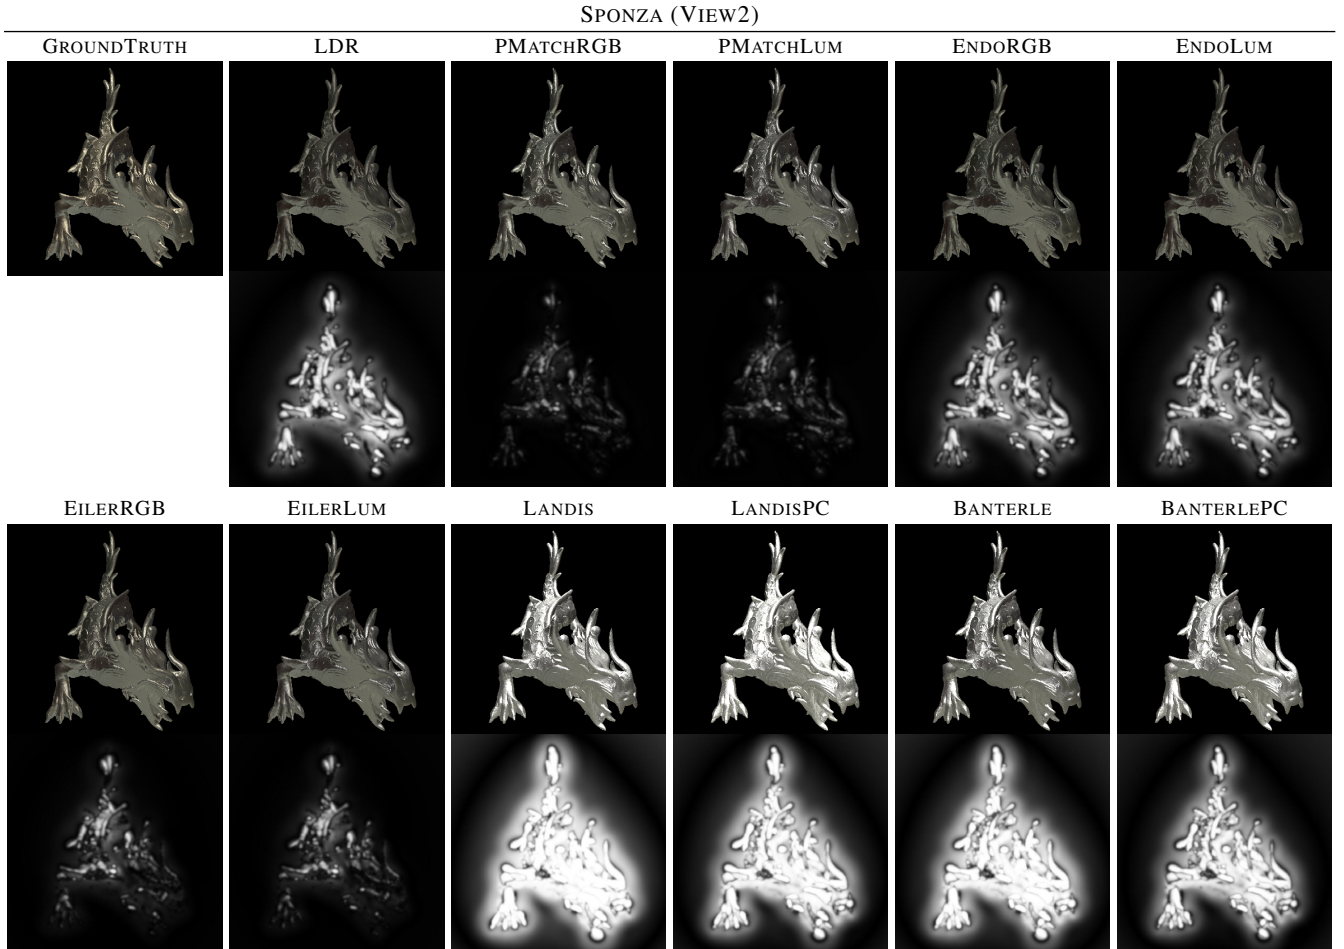 SPONZA (VIEW2)
GROUNDTRUTH LDR PMATCHRGB PMATCHLUM ENDORGB ENDOLUM
EILERRGB EILERLUM LANDIS LANDISPC BANTERLE BANTERLEPC